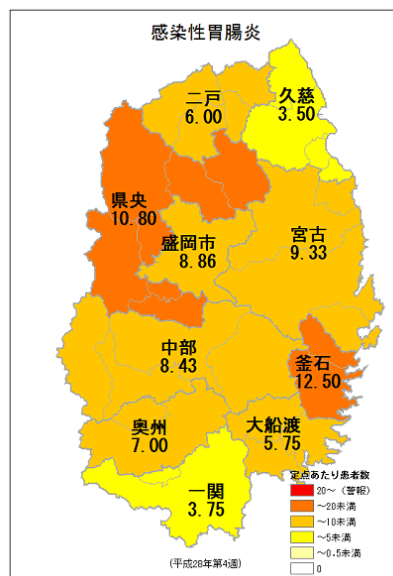 感染性胃腸炎
二戸
6.00
久慈
3.50
県央
10.80
盛岡市
8.86
宮古
9.33
中部
8.43
釜石
12.50
奥州
7.00
大船渡
5.75
一関
3.75
定点あたり患者数
20～（警報）
～20未満
～10未満
～5未満
～0.5未満
0
(平成28年第4週)